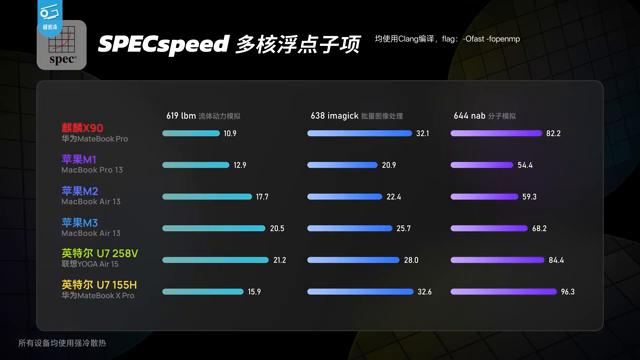 极客湾
spec
SPECspeed 多核浮点子项
均使用Clang编译，flag：-Ofast -fopenmp
619 lbm 流体动力模拟 638 imagick 批量图像处理 644 nab 分子模拟
麒麟X90
华为MateBook Pro
10.9 32.1 82.2
苹果M1
MacBook Pro 13
12.9 20.9 54.4
苹果M2
MacBook Air 13
17.7 22.4 59.3
苹果M3
MacBook Air 13
20.5 25.7 68.2
英特尔 U7 258V
联想YOGA Air 15
21.2 28.0 84.4
英特尔 U7 155H
华为MateBook X Pro
15.9 32.6 96.3
所有设备均使用强冷散热